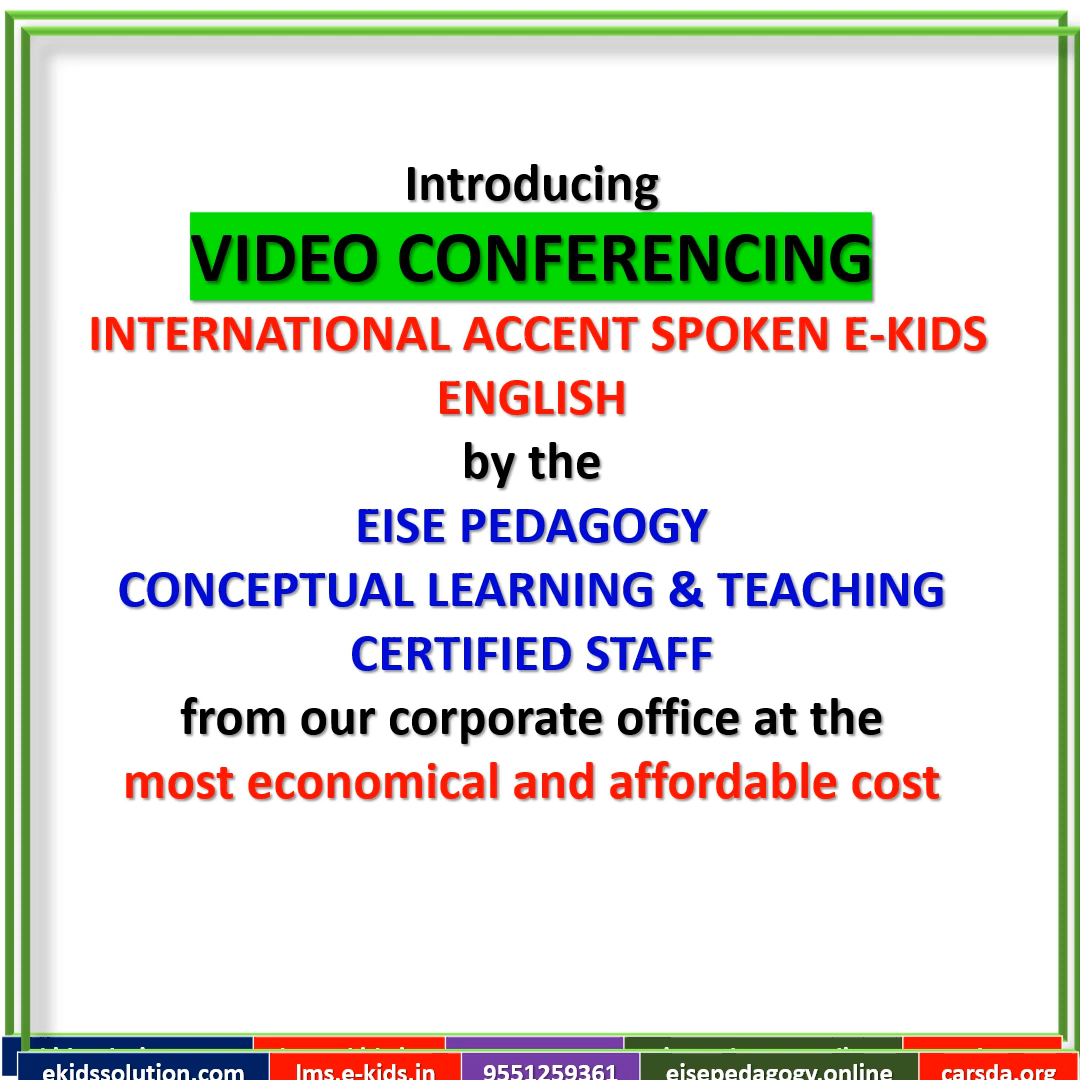 Introducing
VIDEO CONFERENCING
INTERNATIONAL ACCENT SPOKEN E-KIDS
ENGLISH
by the
EISE PEDAGOGY
CONCEPTUAL LEARNING & TEACHING
CERTIFIED STAFF
from our corporate office at the
most economical and affordable cost
ekidssolution.com lms.e-kids.in 9551259361 eisepedagogy.online carsda.org